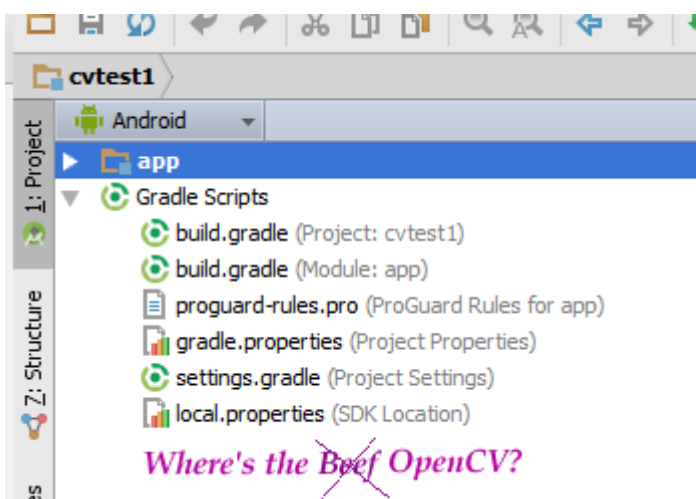 cvtest1
1: Project
Android
app
Gradle Scripts
build.gradle (Project: cvtest1)
build.gradle (Module: app)
proguard-rules.pro (ProGuard Rules for app)
gradle.properties (Project Properties)
settings.gradle (Project Settings)
local.properties (SDK Location)
Z: Structure
Where's the Beef OpenCV?